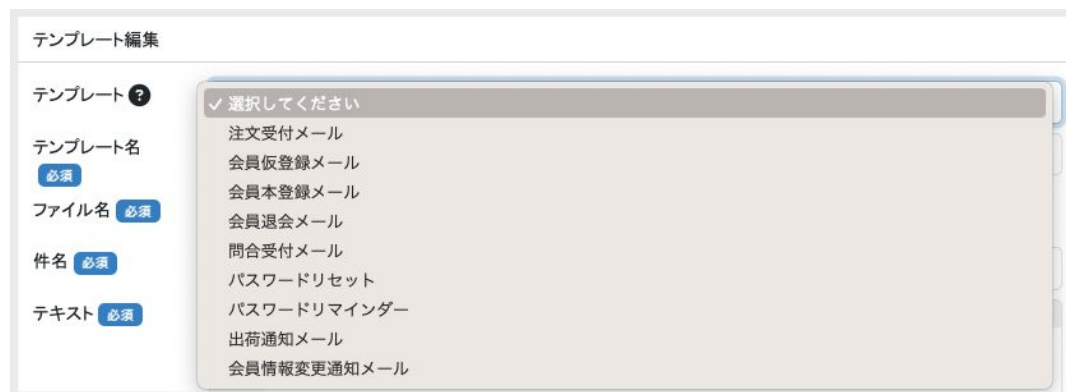 テンプレート編集
テンプレート ?
✓ 選択してください
注文受付メール
会員仮登録メール
会員本登録メール
会員退会メール
問合受付メール
パスワードリセット
パスワードリマインダー
出荷通知メール
会員情報変更通知メール
テンプレート名
必須
ファイル名 必須
件名 必須
テキスト 必須